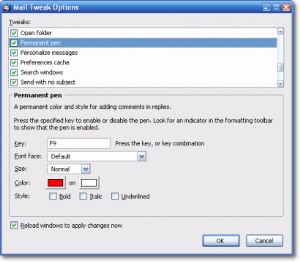 Mail Tweak Options
Tweaks:
Open folder
Permanent pen
Personalize messages
Preferences cache
Search windows
Send with no subject
Permanent pen
A permanent color and style for adding comments in replies.
Press the specified key to enable or disable the pen. Look for an indicator in the formatting toolbar
to show that the pen is enabled.
Key: F9 Press the key, or key combination
Font face: Default
Size: Normal
Color: on
Style: Bold Italic Underlined
Reload windows to apply changes now
OK Cancel